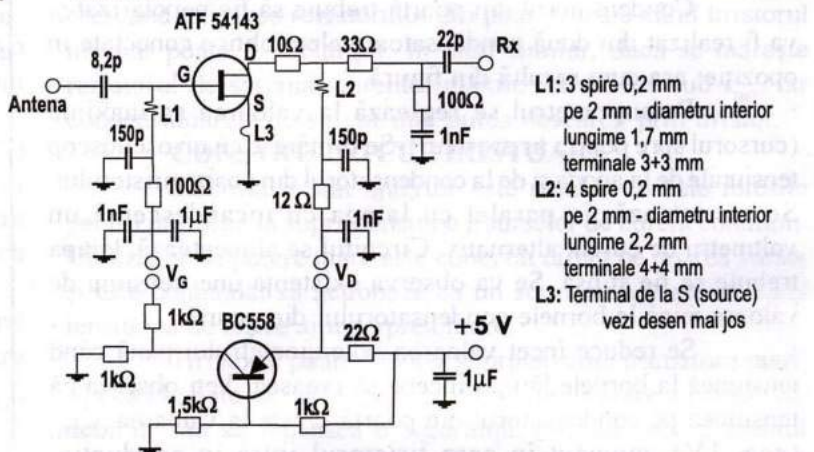 ATF 54143
8,2p
Antena
G
D
S
10Ω
33Ω
22p
Rx
L1
L2
L3
100Ω
1nF
150p
150p
100Ω
12 Ω
1nF
1µF
1nF
VG
VD
1kΩ
BC558
22Ω
+5 V
1µF
1kΩ
1,5kΩ
1kΩ
L1: 3 spire 0,2 mm
pe 2 mm - diametru interior
lungime 1,7 mm
terminale 3+3 mm
L2: 4 spire 0,2 mm
pe 2 mm - diametru interior
lungime 2,2 mm
terminale 4+4 mm
L3: Terminal de la S (source)
vezi desen mai jos